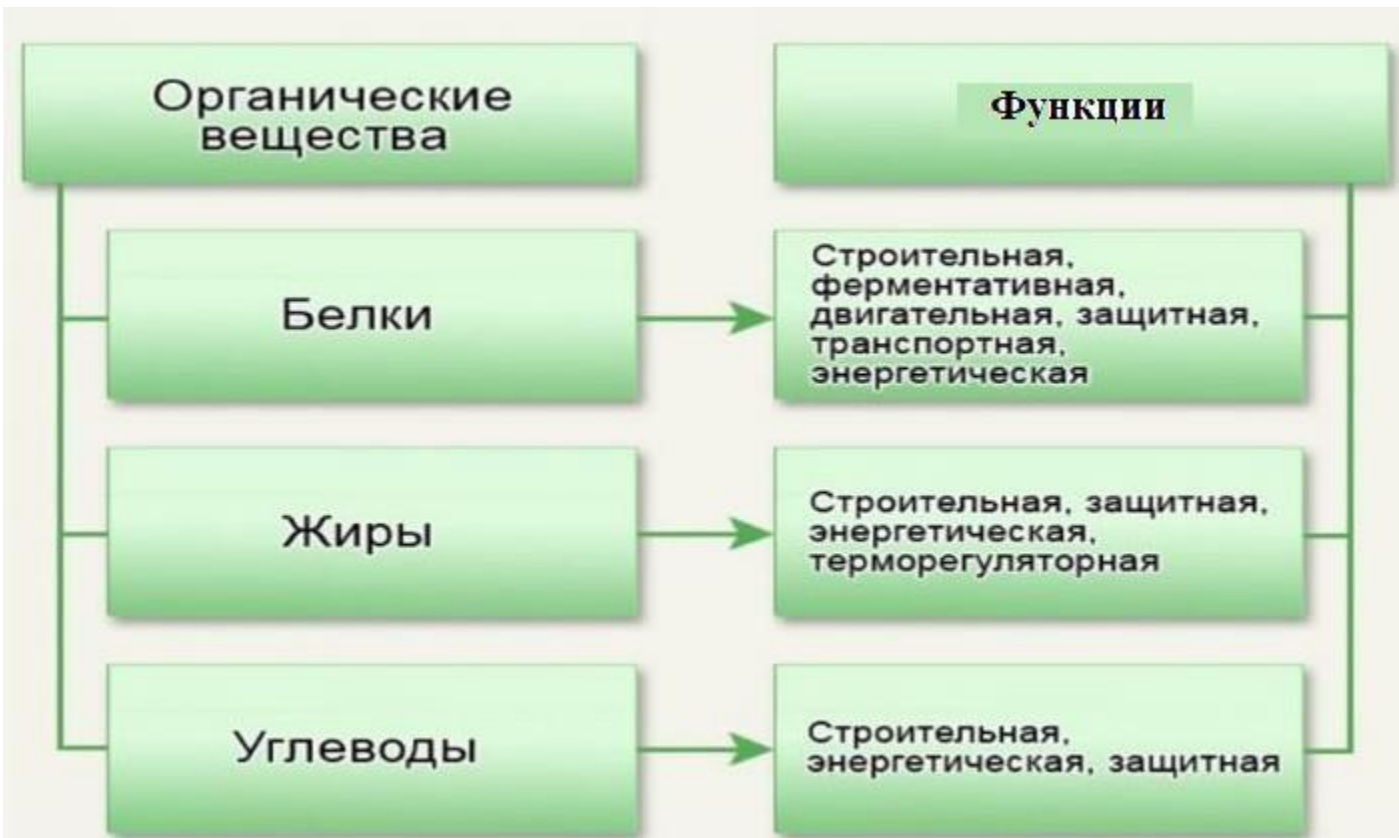 Органические
вещества
Функции
Белки
Строительная,
ферментативная,
двигательная, защитная,
транспортная,
энергетическая
Жиры
Строительная, защитная,
энергетическая,
терморегуляторная
Углеводы
Строительная,
энергетическая, защитная